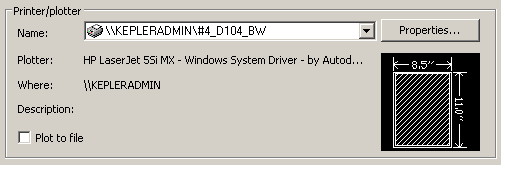 Printer/plotter
Name: \\KEPLERADMIN\#4_D104_BW Properties...
Plotter: HP LaserJet 5Si MX - Windows System Driver - by Autod...
Where: \\KEPLERADMIN
Description:
Plot to file
8.5''
11.0''